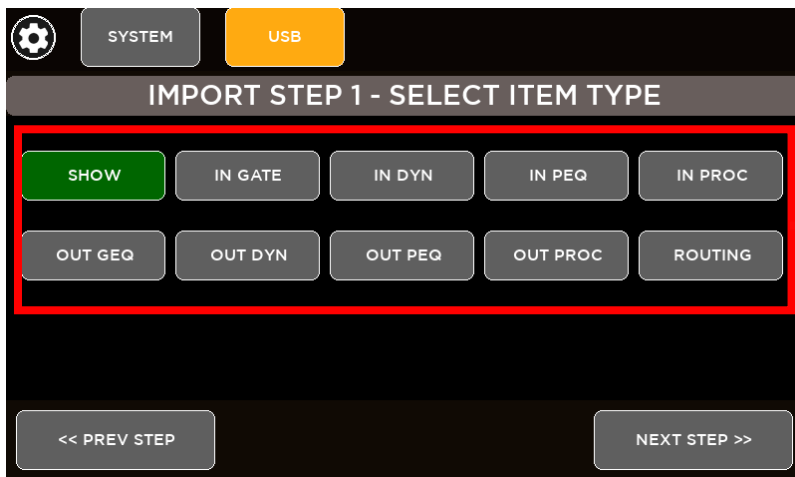 SYSTEM USB
IMPORT STEP 1 - SELECT ITEM TYPE
SHOW IN GATE IN DYN IN PEQ IN PROC
OUT GEQ OUT DYN OUT PEQ OUT PROC ROUTING
<< PREV STEP NEXT STEP >>